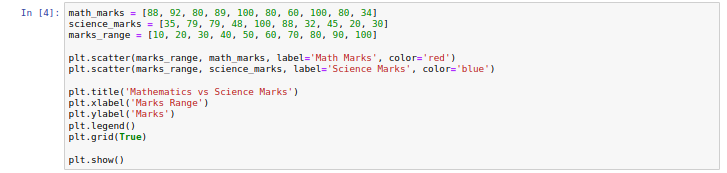 In [4]: math_marks = [88, 92, 80, 89, 100, 80, 60, 100, 80, 34]
science_marks = [35, 79, 79, 48, 100, 88, 32, 45, 20, 30]
marks_range = [10, 20, 30, 40, 50, 60, 70, 80, 90, 100]
plt.scatter(marks_range, math_marks, label='Math Marks', color='red')
plt.scatter(marks_range, science_marks, label='Science Marks', color='blue')
plt.title('Mathematics vs Science Marks')
plt.xlabel('Marks Range')
plt.ylabel('Marks')
plt.legend()
plt.grid(True)
plt.show()